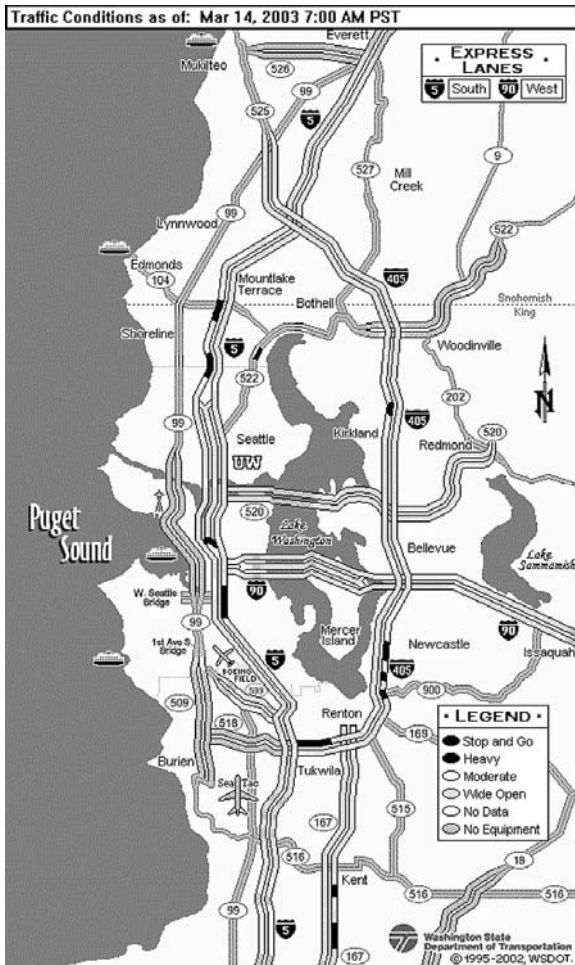 Traffic Conditions as of: Mar 14, 2003 7:00 AM PST
Everett
Mukilteo
526
99
525
5
· EXPRESS LANES ·
5 South 90 West
9
527
Mill Creek
99
Lynnwood
522
Edmonds
104
Mountlake Terrace
405
Bothell
Snohomish
King
Shoreline
5
Woodinville
522
202
N
99
405
Kirkland
520
Seattle
Redmond
UW
Puget Sound
520
Lake Washington
Bellevue
Lake Sammamish
W. Seattle Bridge
90
99
Mercer Island
Newcastle
90
1st Ave S. Bridge
5
405
Issaquah
BOEING FIELD
599
900
509
518
Renton
169
Burien
Tukwila
Sea Tac
515
167
516
18
Kent
516
516
99
5
167
· LEGEND ·
Stop and Go
Heavy
Moderate
Wide Open
No Data
No Equipment
Washington State
Department of Transportation
© 1995-2002, WSDOT